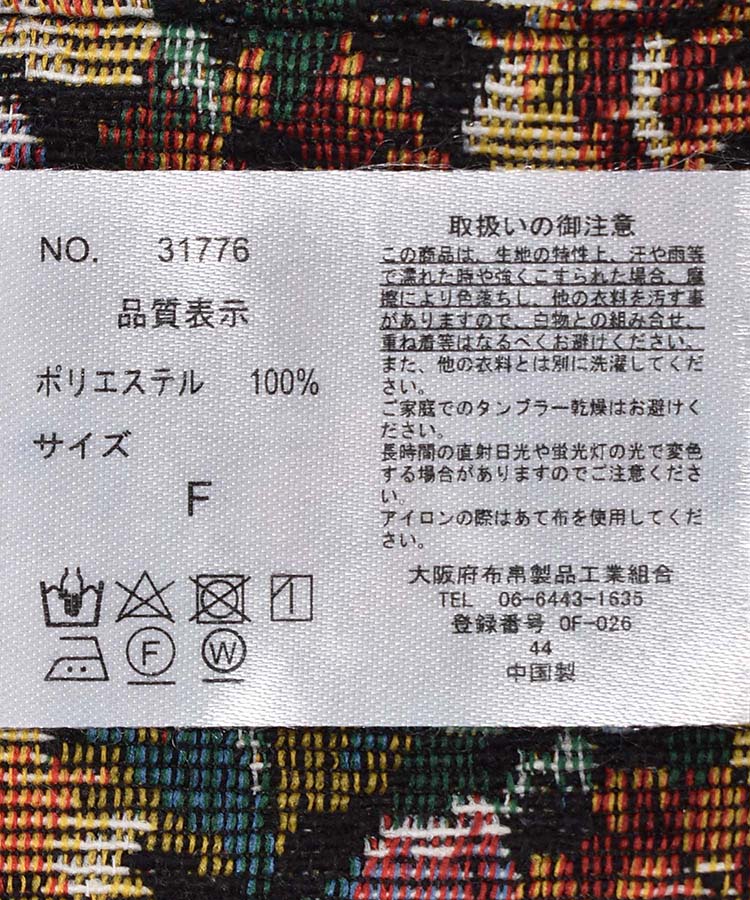 NO. 31776
品質表示
ポリエステル 100%
サイズ
F
F
W
取扱いの御注意
この商品は、生地の特性上、汗や雨等
で濡れた時や強くこすられた場合、摩
擦により色落ちし、他の衣料を汚す事
がありますので、白物との組み合せ、
重ね着等はなるべくお避けください。
また、他の衣料とは別に洗濯してくだ
さい。
ご家庭でのタンブラー乾燥はお避けく
ださい。
長時間の直射日光や蛍光灯の光で変色
する場合がありますのでご注意くださ
い。
アイロンの際はあて布を使用してくだ
さい。
大阪府布帛製品工業組合
TEL 06-6443-1635
登録番号 OF-026
44
中国製